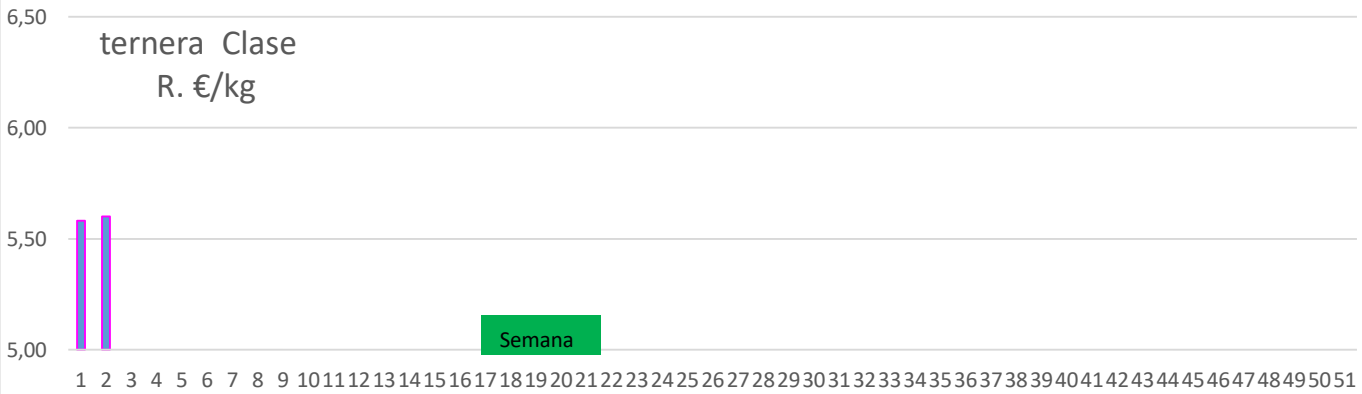 ternera Clase
R. €/kg
6,50
6,00
5,50
5,00
Semana
1 2 3 4 5 6 7 8 9 10 11 12 13 14 15 16 17 18 19 20 21 22 23 24 25 26 27 28 29 30 31 32 33 34 35 36 37 38 39 40 41 42 43 44 45 46 47 48 49 50 51